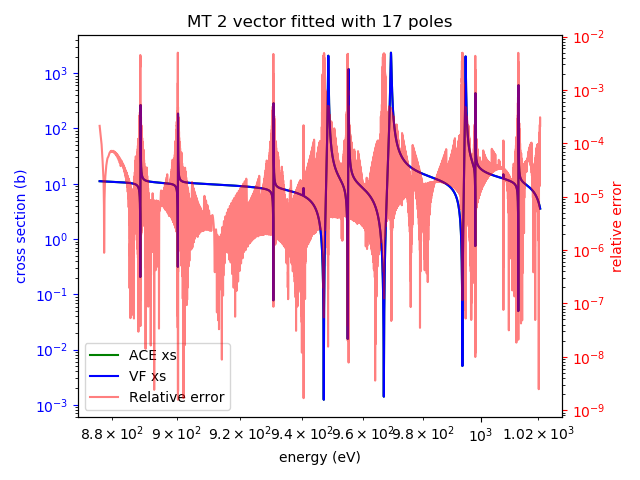 MT 2 vector fitted with 17 poles
10³
10²
10¹
10⁰
10⁻¹
10⁻²
10⁻³
cross section (b)
10⁻²
10⁻³
10⁻⁴
10⁻⁵
10⁻⁶
10⁻⁷
10⁻⁸
10⁻⁹
relative error
ACE xs
VF xs
Relative error
8.8 × 10² 9 × 10² 9.2 × 10² 9.4 × 10² 9.6 × 10² 9.8 × 10² 10³ 1.02 × 10³
energy (eV)